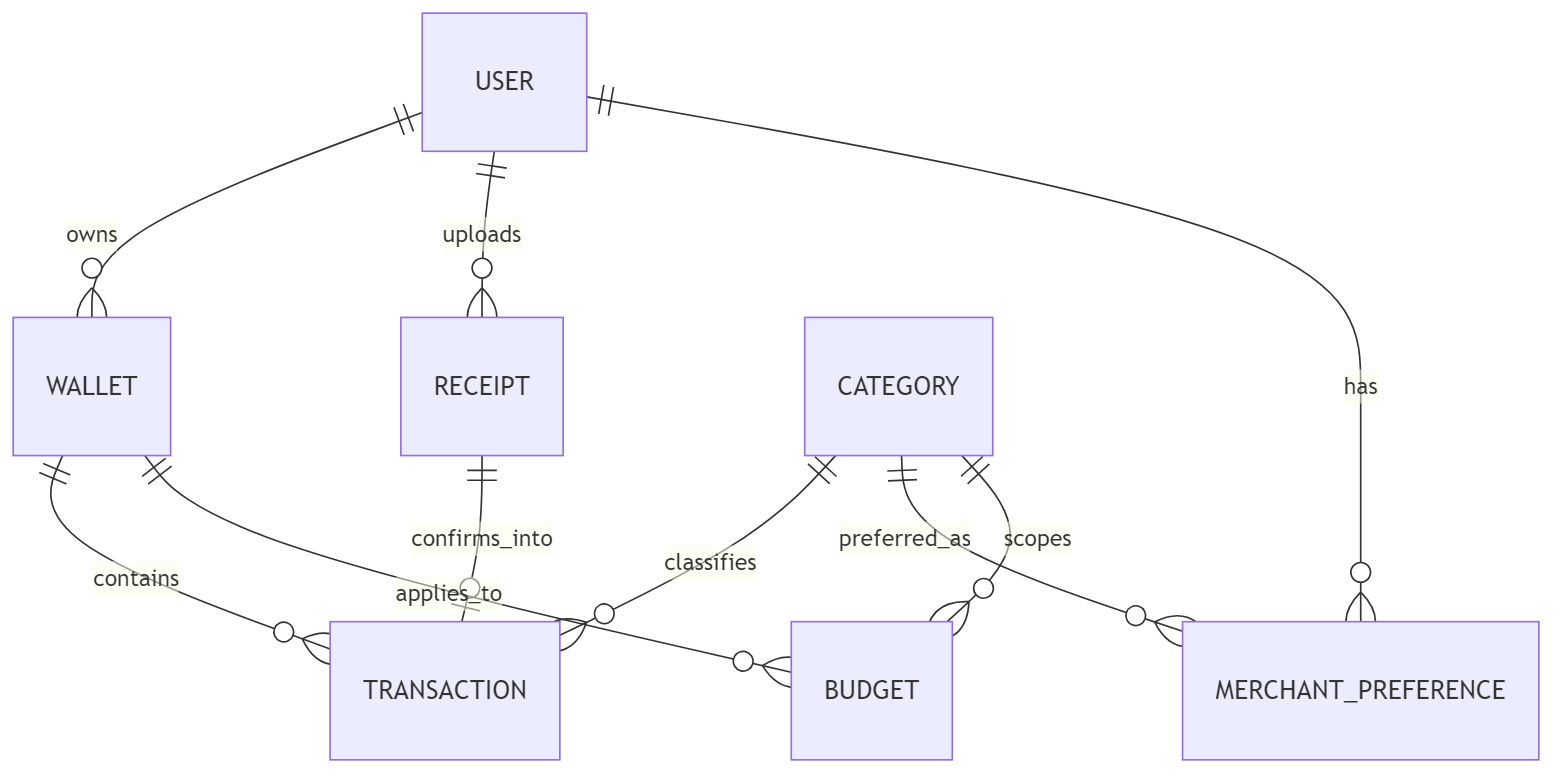 USER
owns
uploads
WALLET
RECEIPT
CATEGORY
has
confirms_into
preferred_as
scopes
classifies
contains
applies_to
TRANSACTION
BUDGET
MERCHANT_PREFERENCE